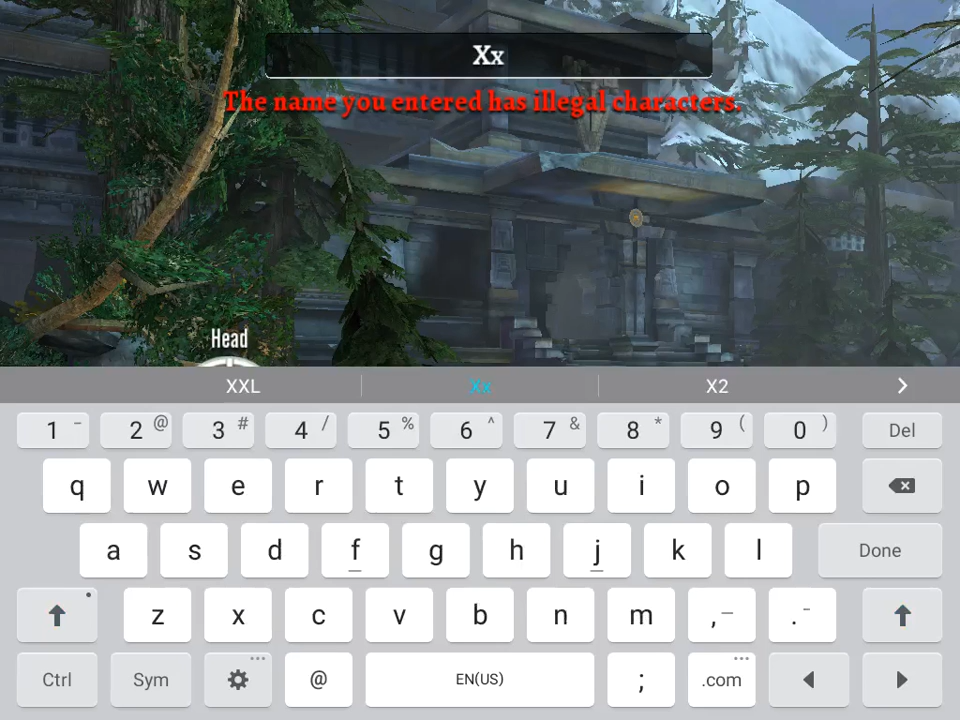 Xx
The name you entered has illegal characters.
Head
XXL Xx X2
1 - 2 @ 3 # 4 / 5 % 6 ^ 7 & 8 * 9 ( 0 ) Del
q w e r t y u i o p
a s d f g h j k l Done
z x c v b n m , — . -
Ctrl Sym @ EN(US) ; .com